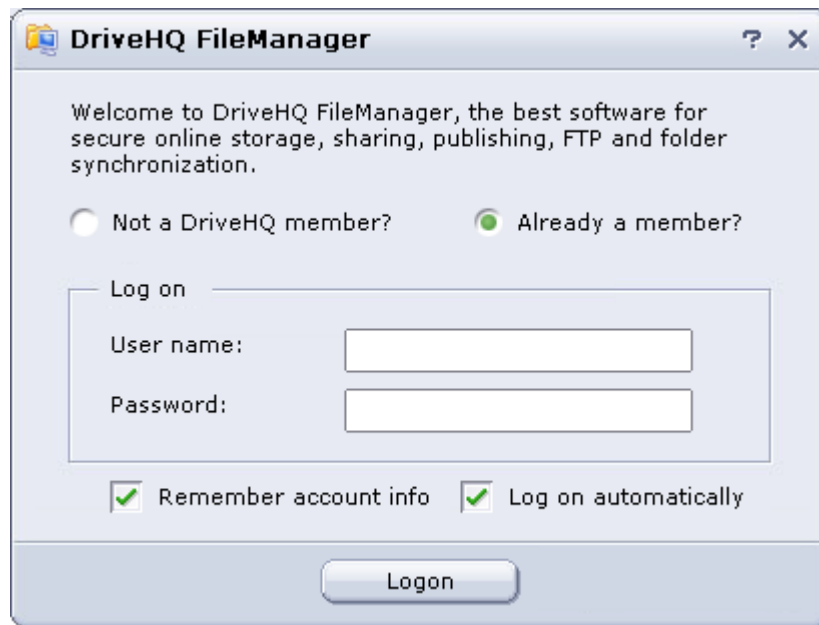 DriveHQ FileManager
Welcome to DriveHQ FileManager, the best software for
secure online storage, sharing, publishing, FTP and folder
synchronization.
Not a DriveHQ member? Already a member?
Log on
User name:
Password:
Remember account info Log on automatically
Logon